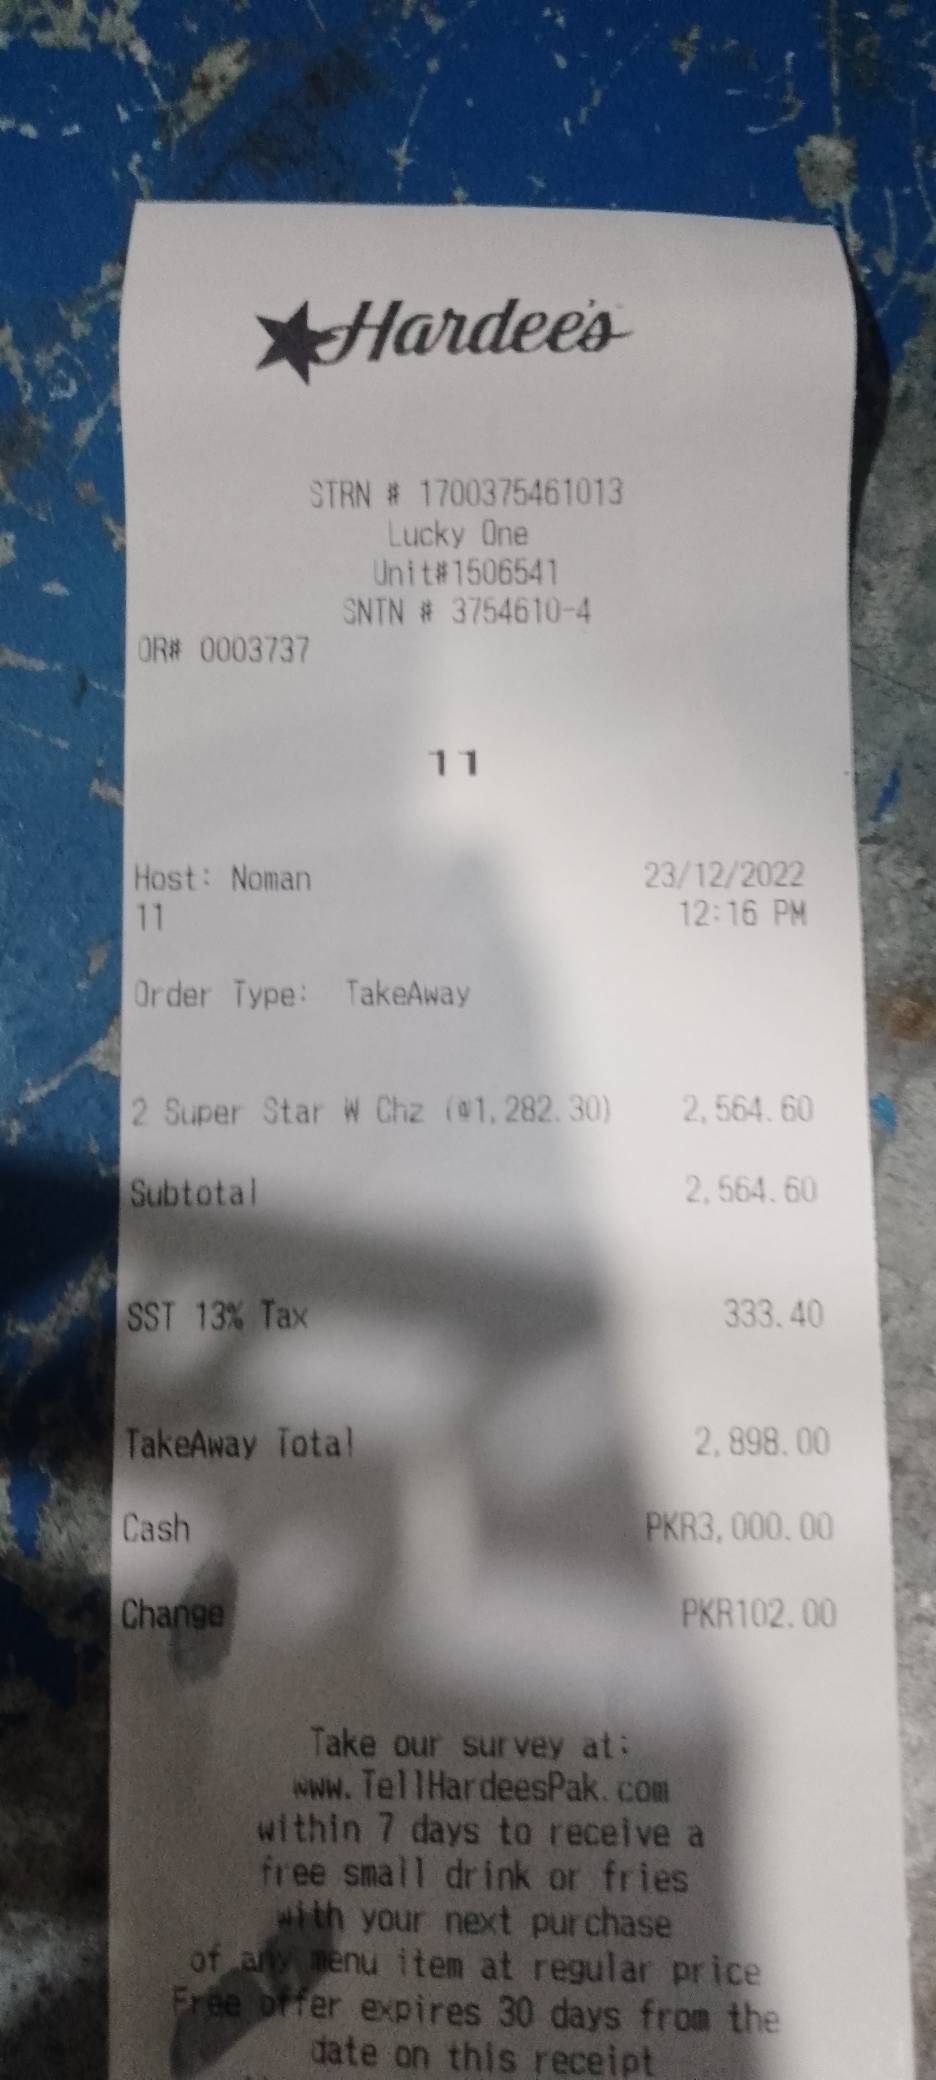 Hardee's
STRN # 1700375461013
Lucky One
Unit#1506541
SNTN # 3754610-4
OR# 0003737
11
Host: Noman 23/12/2022
11 12:16 PM
Order Type: TakeAway
2 Super Star W Chz (@1,282.30) 2,564.60
Subtotal 2,564.60
SST 13% Tax 333.40
TakeAway Total 2,898.00
Cash PKR3,000.00
Change PKR102.00
Take our survey at:
www.TellHardeesPak.com
within 7 days to receive a
free small drink or fries
with your next purchase
of any menu item at regular price
Free offer expires 30 days from the
date on this receipt